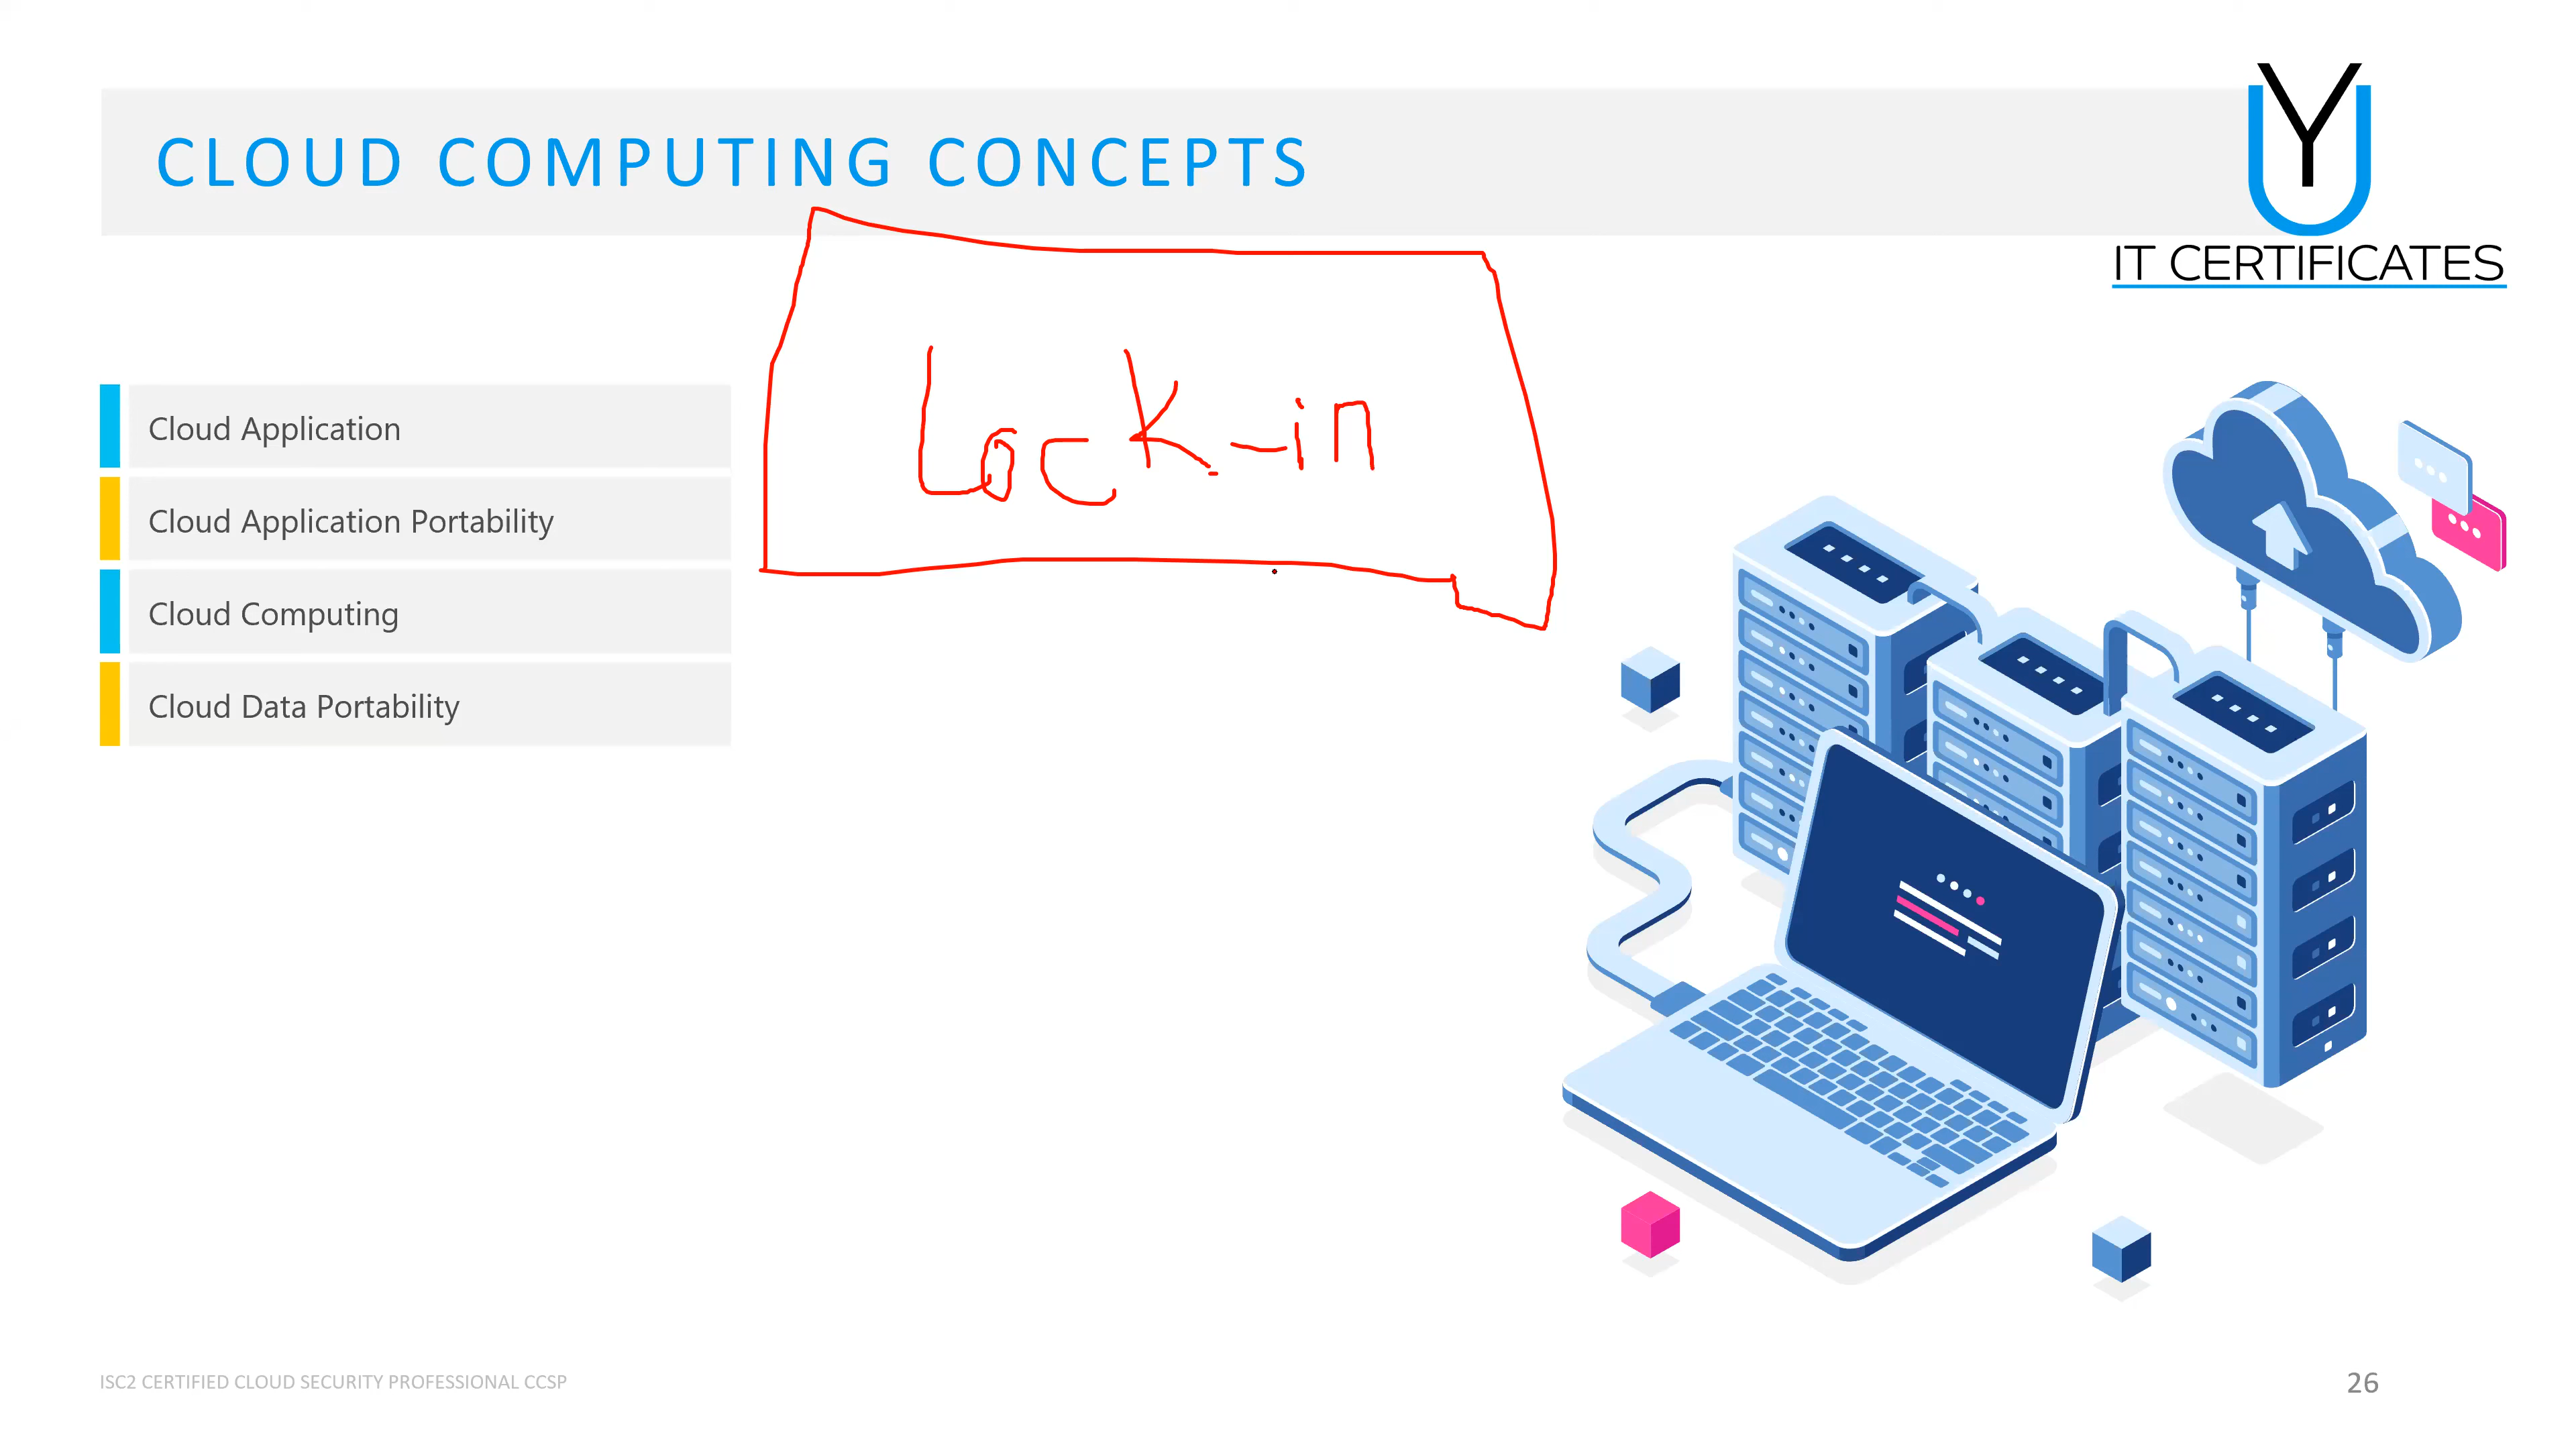 CLOUD COMPUTING CONCEPTS
UY
IT CERTIFICATES
Lock-in
Cloud Application
Cloud Application Portability
Cloud Computing
Cloud Data Portability
ISC2 CERTIFIED CLOUD SECURITY PROFESSIONAL CCSP
26